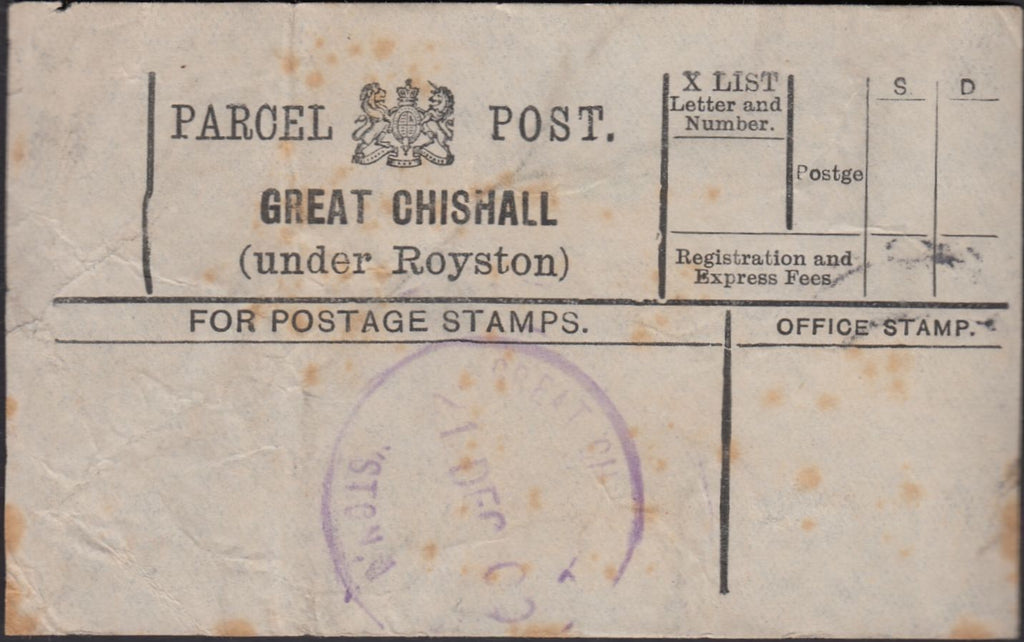 PARCEL POST.
GREAT CHISHALL
(under Royston)
X LIST
Letter and
Number.
Postge
S. D
Registration and
Express Fees
FOR POSTAGE STAMPS.
OFFICE STAMP.
GREAT
DEC